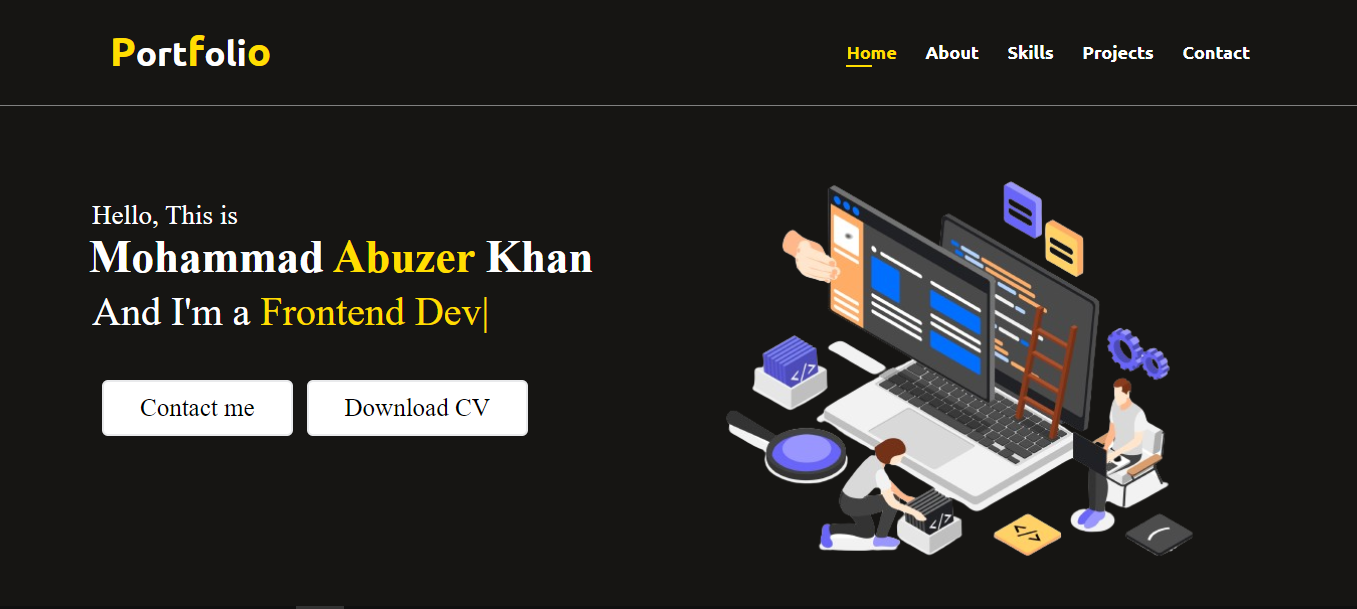 Portfolio
Home About Skills Projects Contact
Hello, This is
Mohammad Abuzer Khan
And I'm a Frontend Dev|
Contact me Download CV
</>
</>
</>